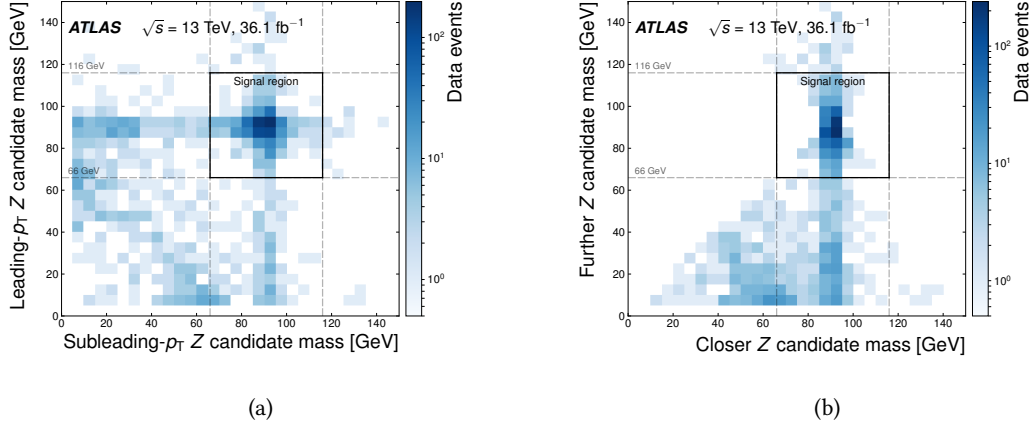 ATLAS √s = 13 TeV, 36.1 fb⁻¹
116 GeV
Signal region
66 GeV
Leading-pT Z candidate mass [GeV]
0 20 40 60 80 100 120 140
0 20 40 60 80 100 120 140
Subleading-pT Z candidate mass [GeV]
10² 10¹ 10⁰
Data events
(a)
ATLAS √s = 13 TeV, 36.1 fb⁻¹
116 GeV
Signal region
66 GeV
Further Z candidate mass [GeV]
0 20 40 60 80 100 120 140
0 20 40 60 80 100 120 140
Closer Z candidate mass [GeV]
10² 10¹ 10⁰
Data events
(b)